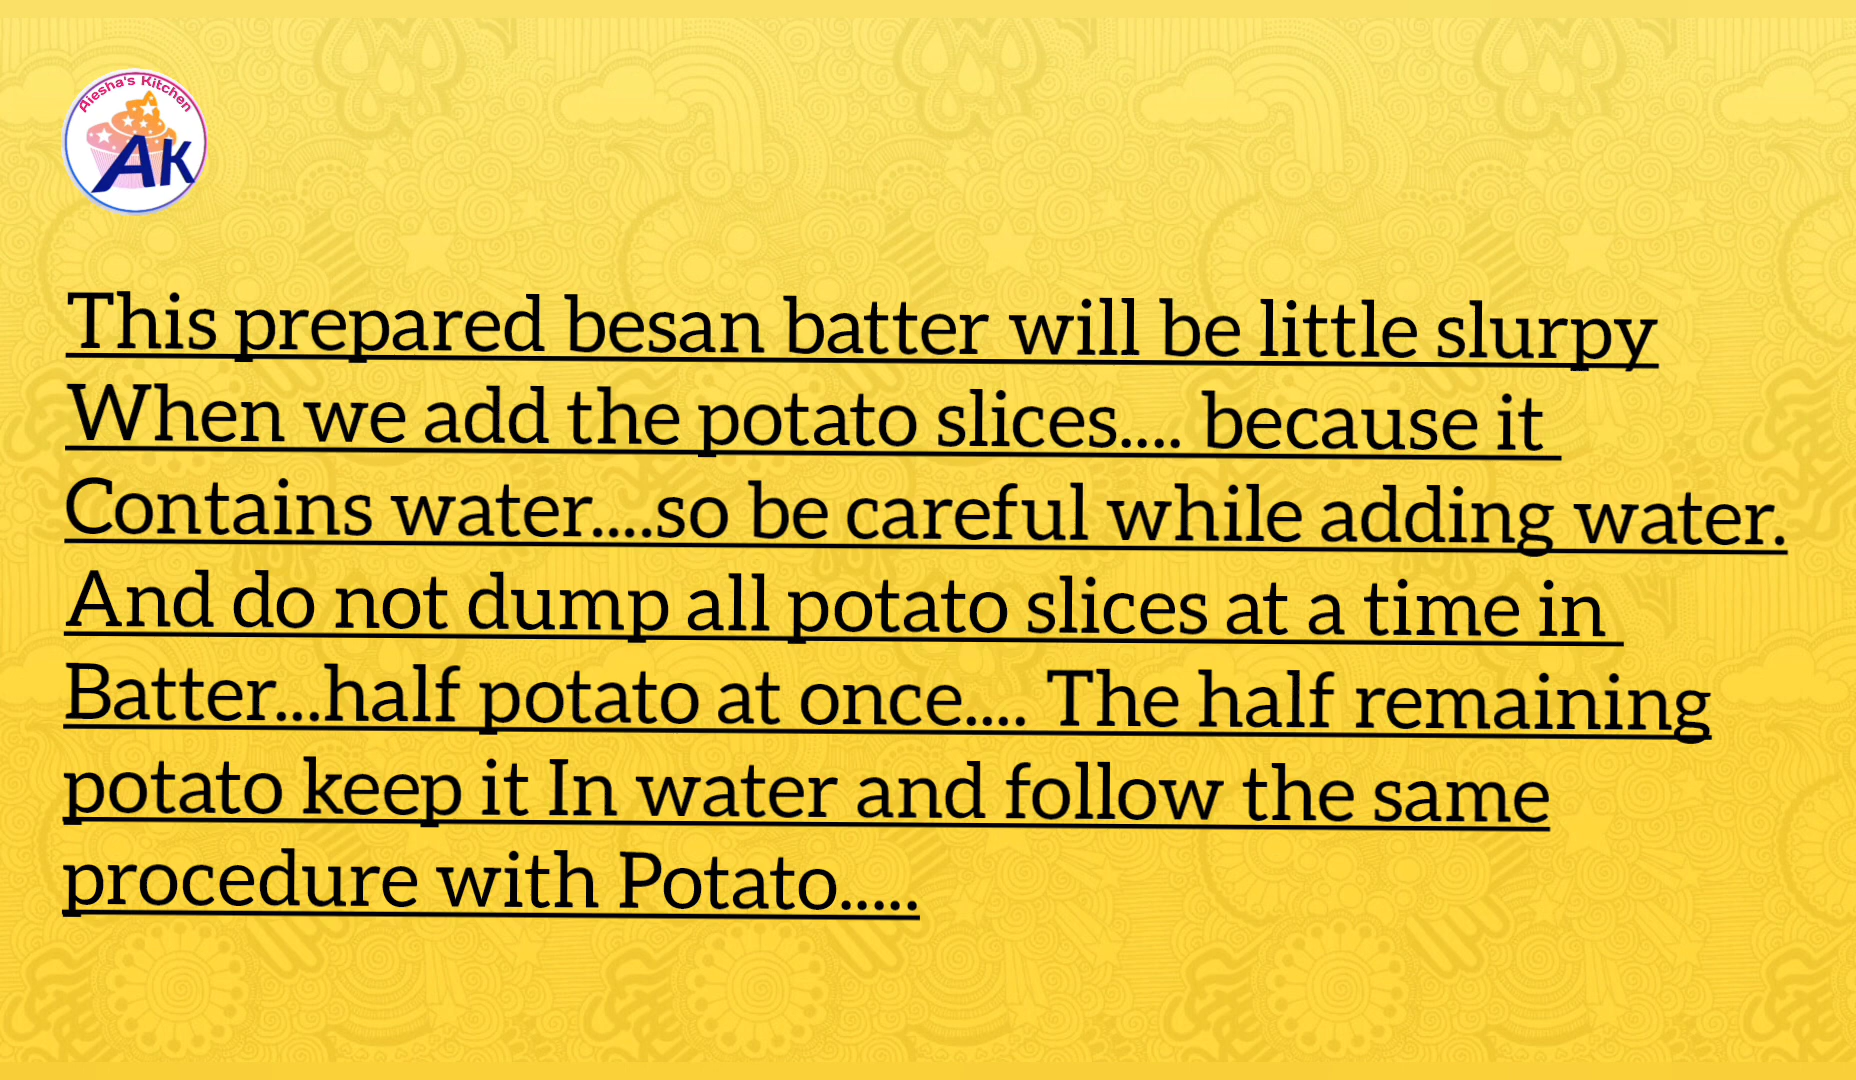 Aiesha's Kitchen
AK
This prepared besan batter will be little slurpy
When we add the potato slices.... because it
Contains water....so be careful while adding water.
And do not dump all potato slices at a time in
Batter...half potato at once.... The half remaining
potato keep it In water and follow the same
procedure with Potato.....